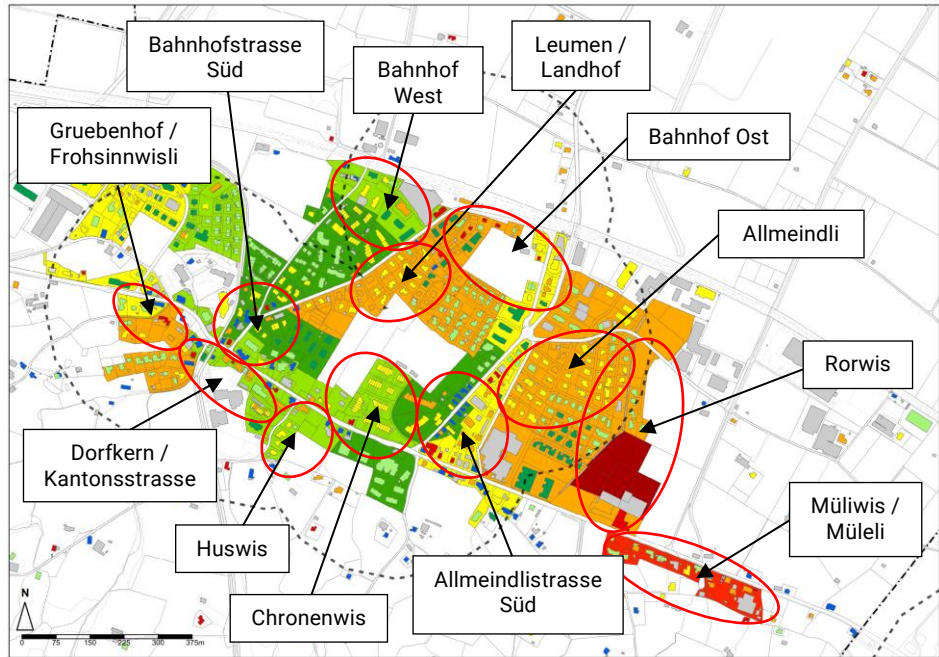 Bahnhofstrasse
Süd
Bahnhof
West
Leumen /
Landhof
Gruebenhof /
Frohsinnwisli
Bahnhof Ost
Allmeindli
Rorwis
Dorfkern /
Kantonsstrasse
Müliwis /
Müleli
Huswis
Allmeindlistrasse
Süd
Chronenwis
N
0 75 150 225 300 375m